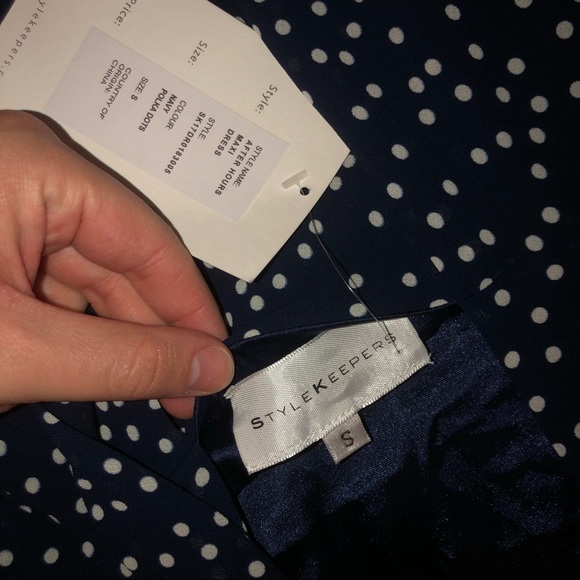 stylekeepers.c
Price:
Size:
Style:
STYLE NAME:
AFTER HOURS
MAXI
DRESS
STYLE:
SK17DR0183005
COLOUR:
NAVY
POLKA DOTS
SIZE: S
COUNTRY OF
ORIGIN:
CHINA
STYLEKEEPERS
S